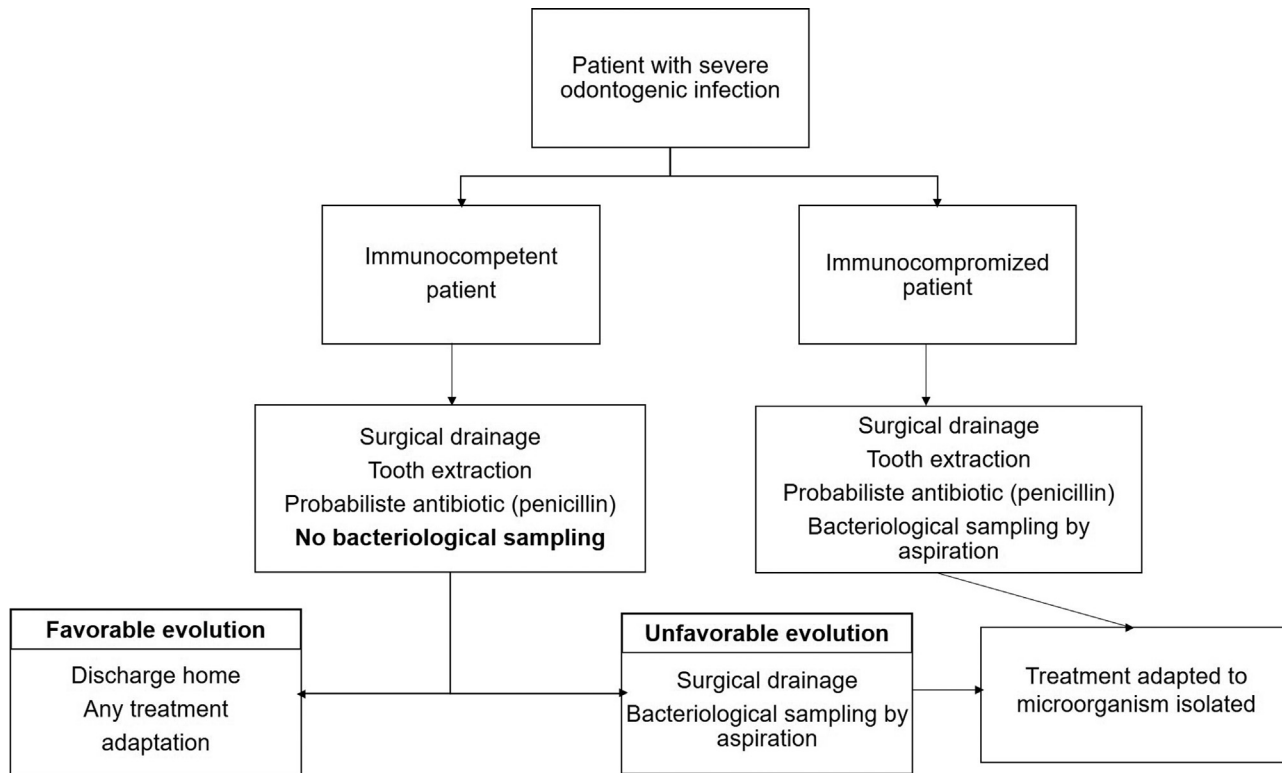 Patient with severe
odontogenic infection
Immunocompetent
patient
Immunocompromized
patient
Surgical drainage
Tooth extraction
Probabiliste antibiotic (penicillin)
No bacteriological sampling
Surgical drainage
Tooth extraction
Probabiliste antibiotic (penicillin)
Bacteriological sampling by
aspiration
Favorable evolution
Discharge home
Any treatment
adaptation
Unfavorable evolution
Surgical drainage
Bacteriological sampling by
aspiration
Treatment adapted to
microorganism isolated